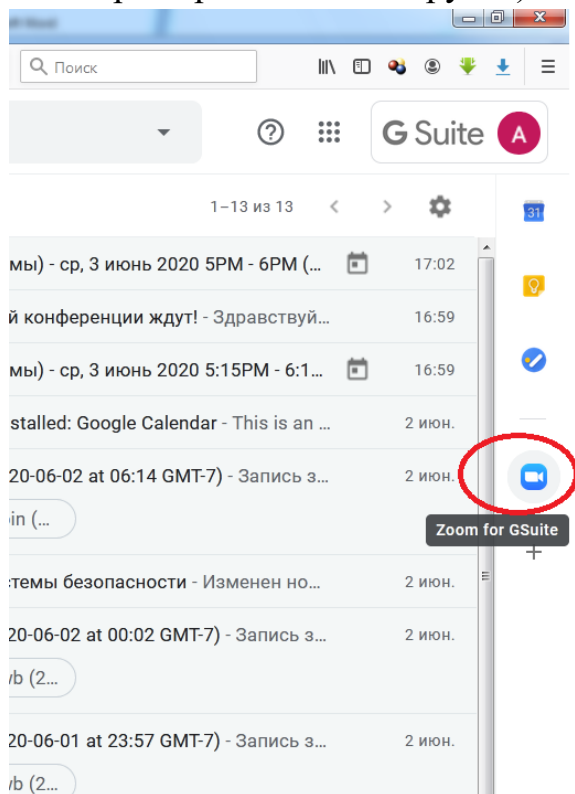 Поиск
G Suite A
1–13 из 13
31
мы) - ср, 3 июнь 2020 5PM - 6PM (... 17:02
й конференции ждут! - Здравствуй... 16:59
мы) - ср, 3 июнь 2020 5:15PM - 6:1... 16:59
stalled: Google Calendar - This is an ... 2 июн.
20-06-02 at 06:14 GMT-7) - Запись з... 2 июн.
in (...
Zoom for GSuite
темы безопасности - Изменен но... 2 июн.
20-06-02 at 00:02 GMT-7) - Запись з... 2 июн.
vb (2...
20-06-01 at 23:57 GMT-7) - Запись з... 2 июн.
vb (2...